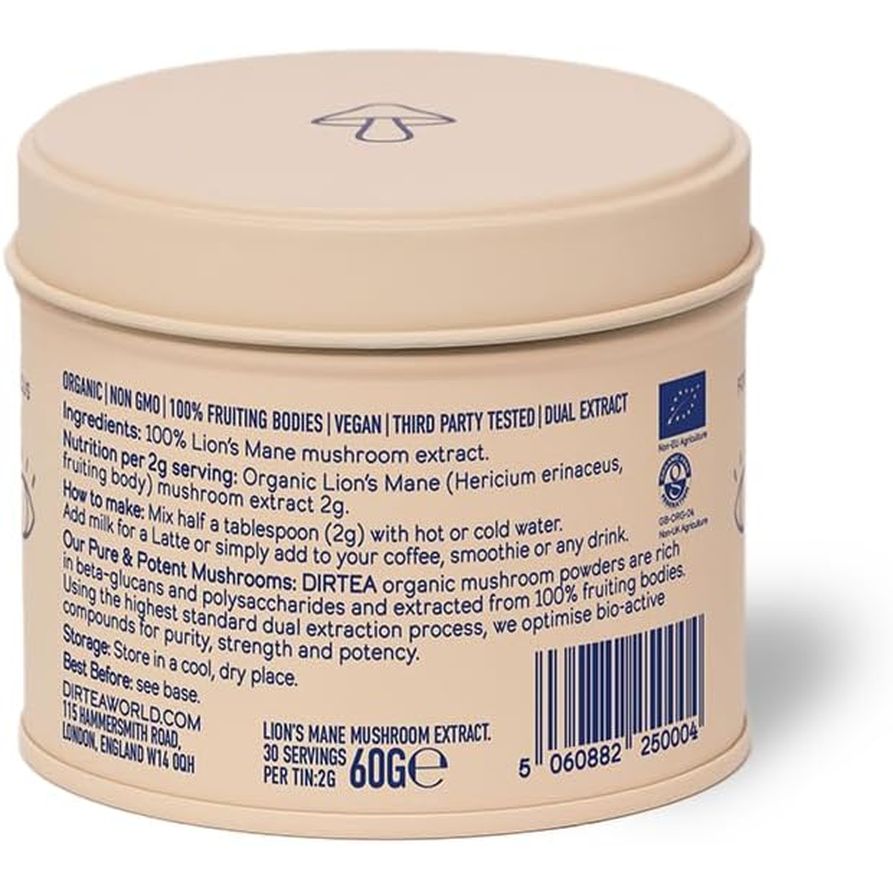 ORGANIC | NON GMO | 100% FRUITING BODIES | VEGAN | THIRD PARTY TESTED | DUAL EXTRACT
Ingredients: 100% Lion's Mane mushroom extract.
Nutrition per 2g serving: Organic Lion's Mane (Hericium erinaceus,
fruiting body) mushroom extract 2g.
How to make: Mix half a tablespoon (2g) with hot or cold water.
Add milk for a Latte or simply add to your coffee, smoothie or any drink.
Our Pure & Potent Mushrooms: DIRTEA organic mushroom powders are rich
in beta-glucans and polysaccharides and extracted from 100% fruiting bodies.
Using the highest standard dual extraction process, we optimise bio-active
compounds for purity, strength and potency.
Storage: Store in a cool, dry place.
Best Before: see base.
DIRTEAWORLD.COM
115 HAMMERSMITH ROAD,
LONDON, ENGLAND W14 0QH
LION'S MANE MUSHROOM EXTRACT.
30 SERVINGS
PER TIN:2G
60G℮
Non-EU Agriculture
GB-ORG-04
Non-UK Agriculture
5 060882 250004